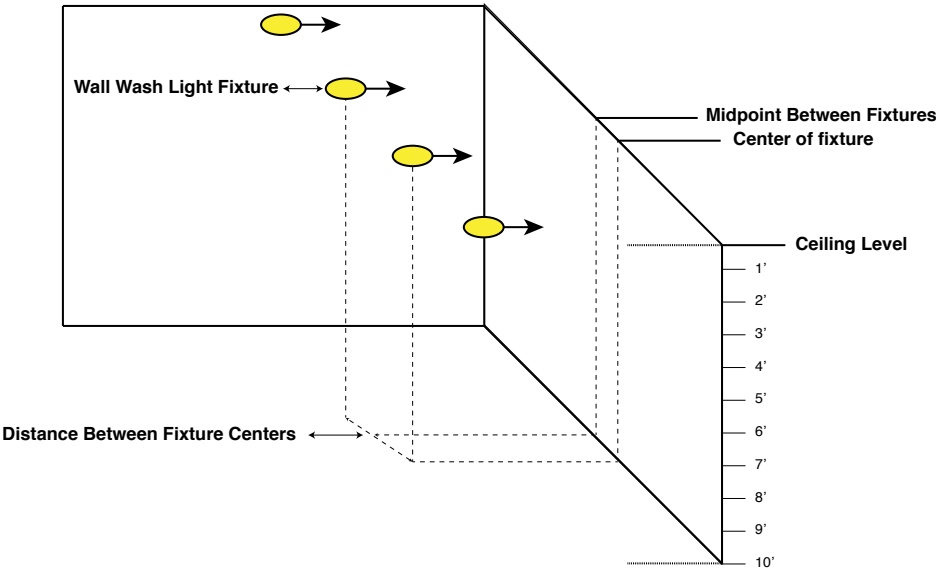 Wall Wash Light Fixture
Midpoint Between Fixtures
Center of fixture
Ceiling Level
1’
2’
3’
4’
5’
Distance Between Fixture Centers
6’
7’
8’
9’
10’